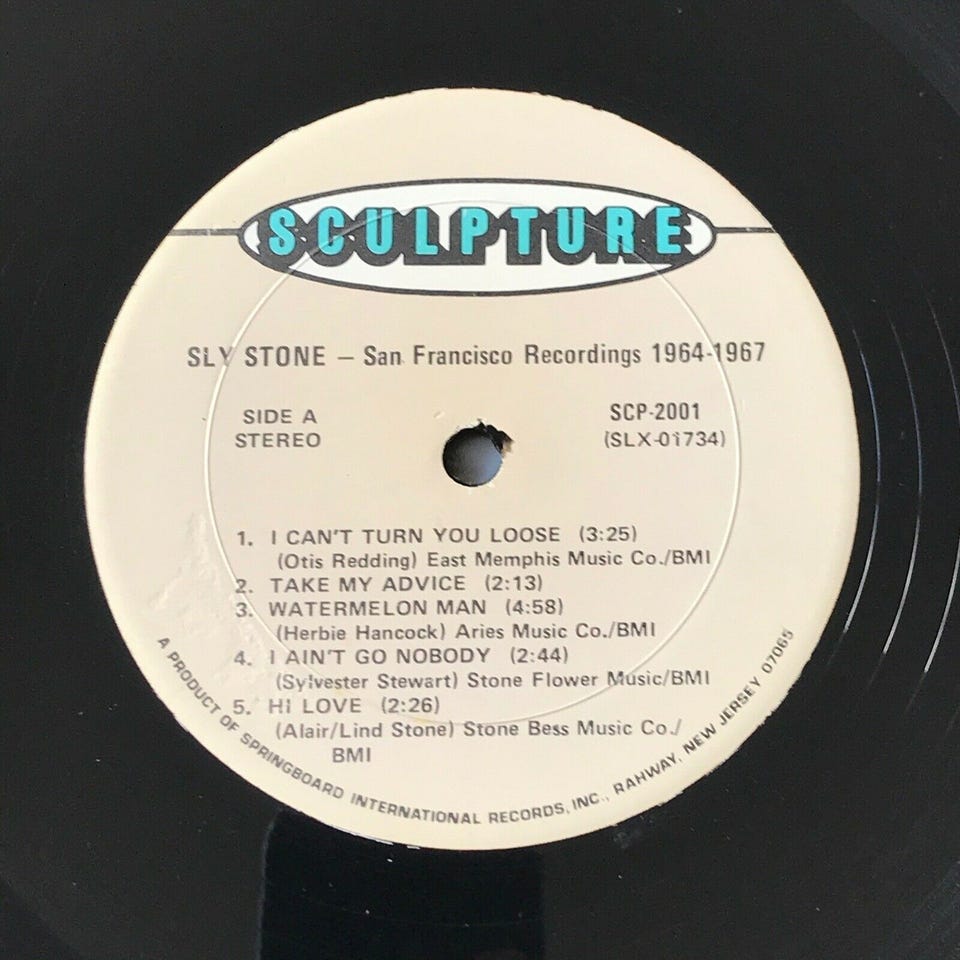 SCULPTURE
SLY STONE – San Francisco Recordings 1964-1967
SIDE A
STEREO
SCP-2001
(SLX-01734)
1. I CAN'T TURN YOU LOOSE (3:25)
(Otis Redding) East Memphis Music Co./BMI
2. TAKE MY ADVICE (2:13)
3. WATERMELON MAN (4:58)
(Herbie Hancock) Aries Music Co./BMI
4. I AIN'T GO NOBODY (2:44)
(Sylvester Stewart) Stone Flower Music/BMI
5. HI LOVE (2:26)
(Alair/Lind Stone) Stone Bess Music Co./
BMI
A PRODUCT OF SPRINGBOARD INTERNATIONAL RECORDS, INC., RAHWAY, NEW JERSEY 07065